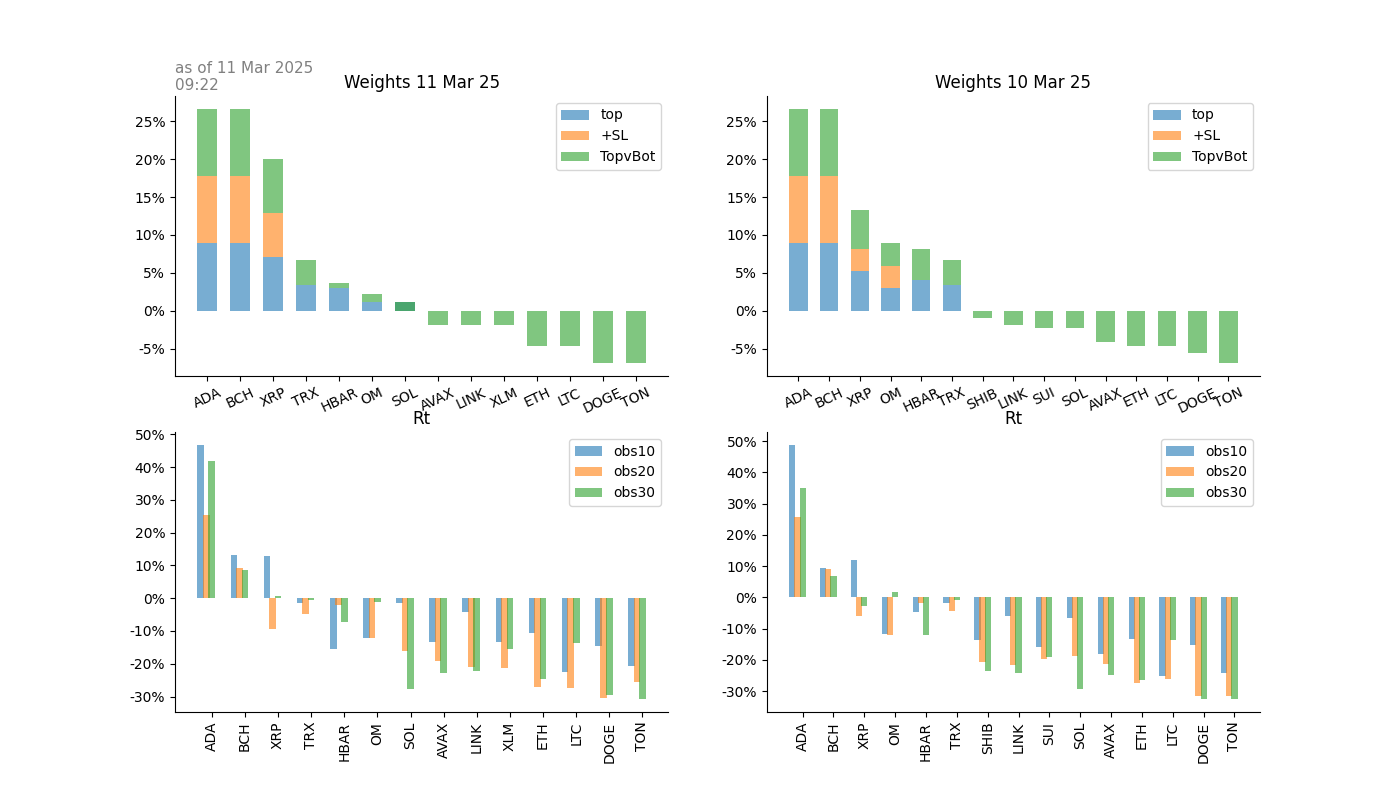 as of 11 Mar 2025
09:22
Weights 11 Mar 25
25%
20%
15%
10%
5%
0%
-5%
top
+SL
TopvBot
ADA BCH XRP TRX HBAR OM SOL AVAX LINK XLM ETH LTC DOGE TON
Weights 10 Mar 25
25%
20%
15%
10%
5%
0%
-5%
top
+SL
TopvBot
ADA BCH XRP OM HBAR TRX SHIB LINK SUI SOL AVAX ETH LTC DOGE TON
Rt
50%
40%
30%
20%
10%
0%
-10%
-20%
-30%
obs10
obs20
obs30
ADA BCH XRP TRX HBAR OM SOL AVAX LINK XLM ETH LTC DOGE TON
Rt
50%
40%
30%
20%
10%
0%
-10%
-20%
-30%
obs10
obs20
obs30
ADA BCH XRP OM HBAR TRX SHIB LINK SUI SOL AVAX ETH LTC DOGE TON